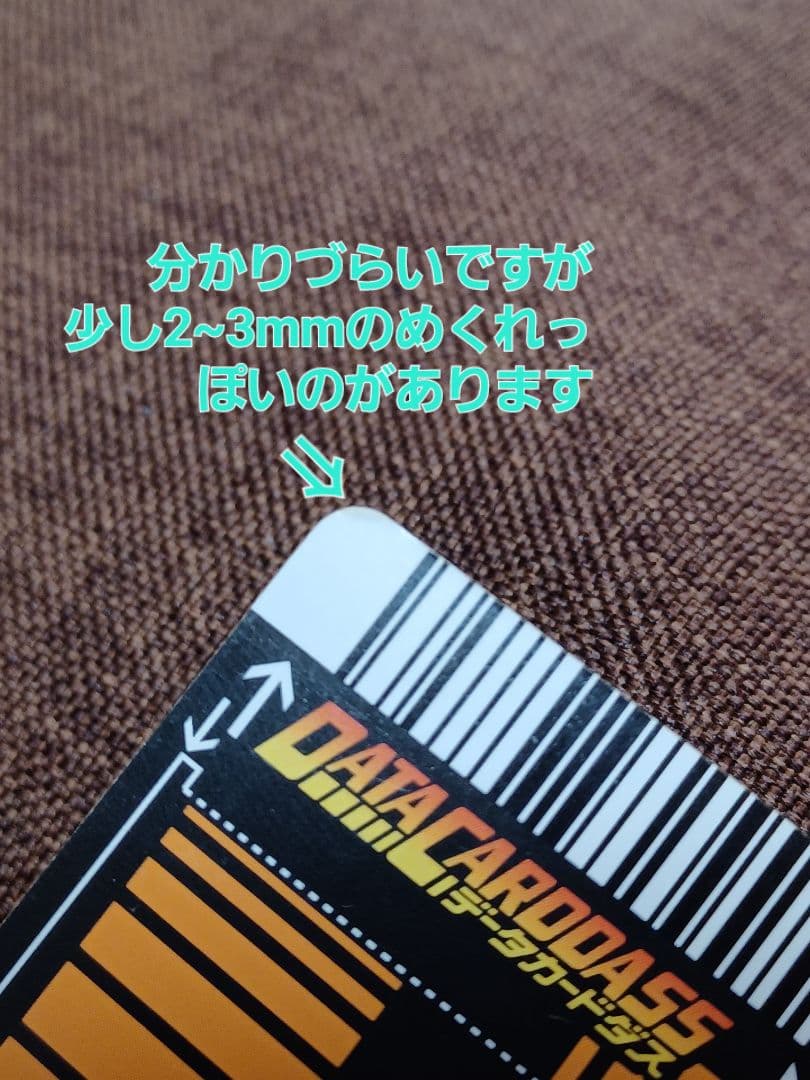 分かりづらいですが
少し2~3mmのめくれっ
ぽいのがあります
DATACARDDASS
データカードダス